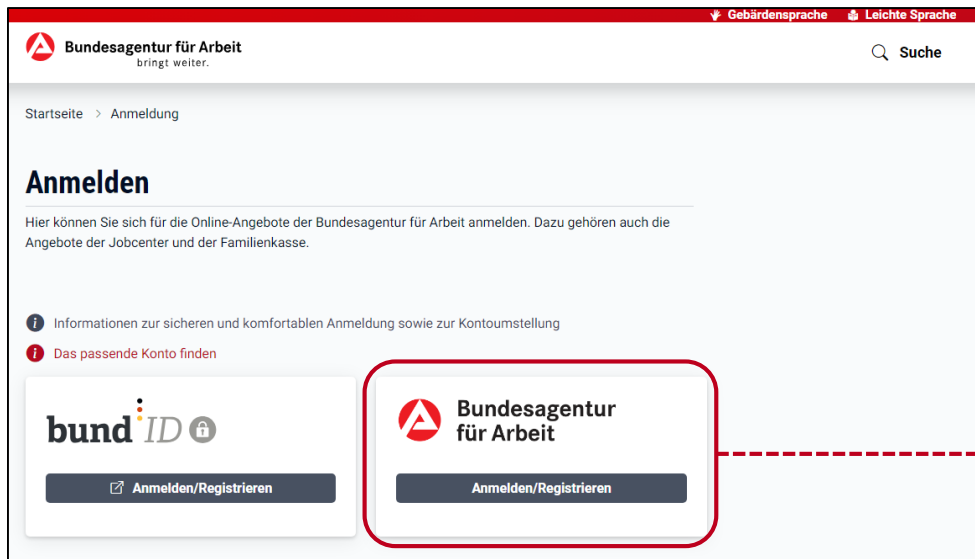 Gebärdensprache Leichte Sprache
Bundesagentur für Arbeit
bringt weiter.
Suche
Startseite > Anmeldung
Anmelden
Hier können Sie sich für die Online-Angebote der Bundesagentur für Arbeit anmelden. Dazu gehören auch die
Angebote der Jobcenter und der Familienkasse.
Informationen zur sicheren und komfortablen Anmeldung sowie zur Kontoumstellung
Das passende Konto finden
bund ID
Anmelden/Registrieren
Bundesagentur
für Arbeit
Anmelden/Registrieren